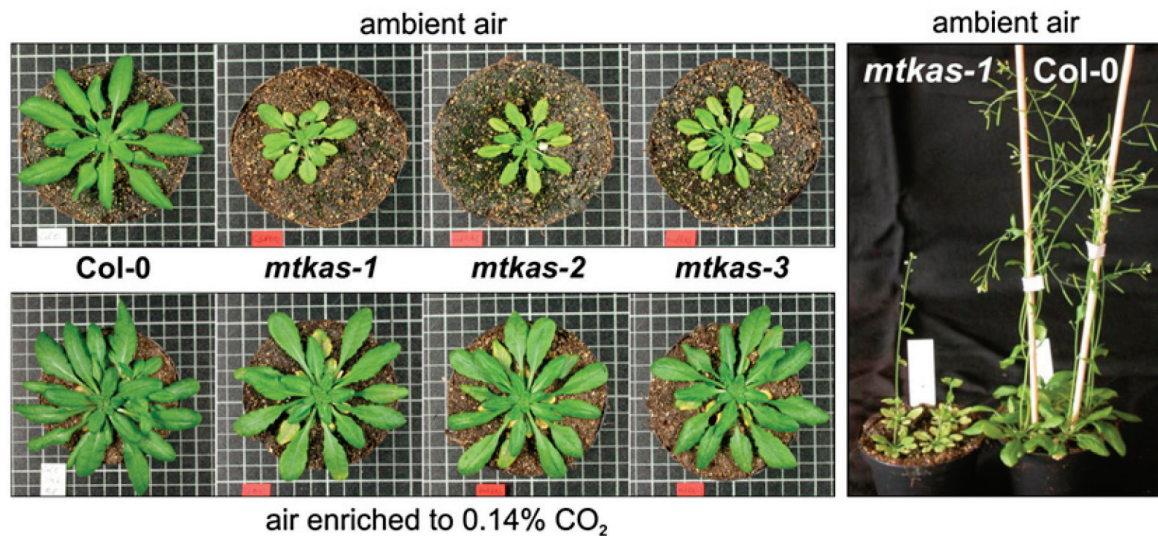 ambient air
ambient air
mtkas-1 Col-0
Col-0 mtkas-1 mtkas-2 mtkas-3
air enriched to 0.14% CO₂